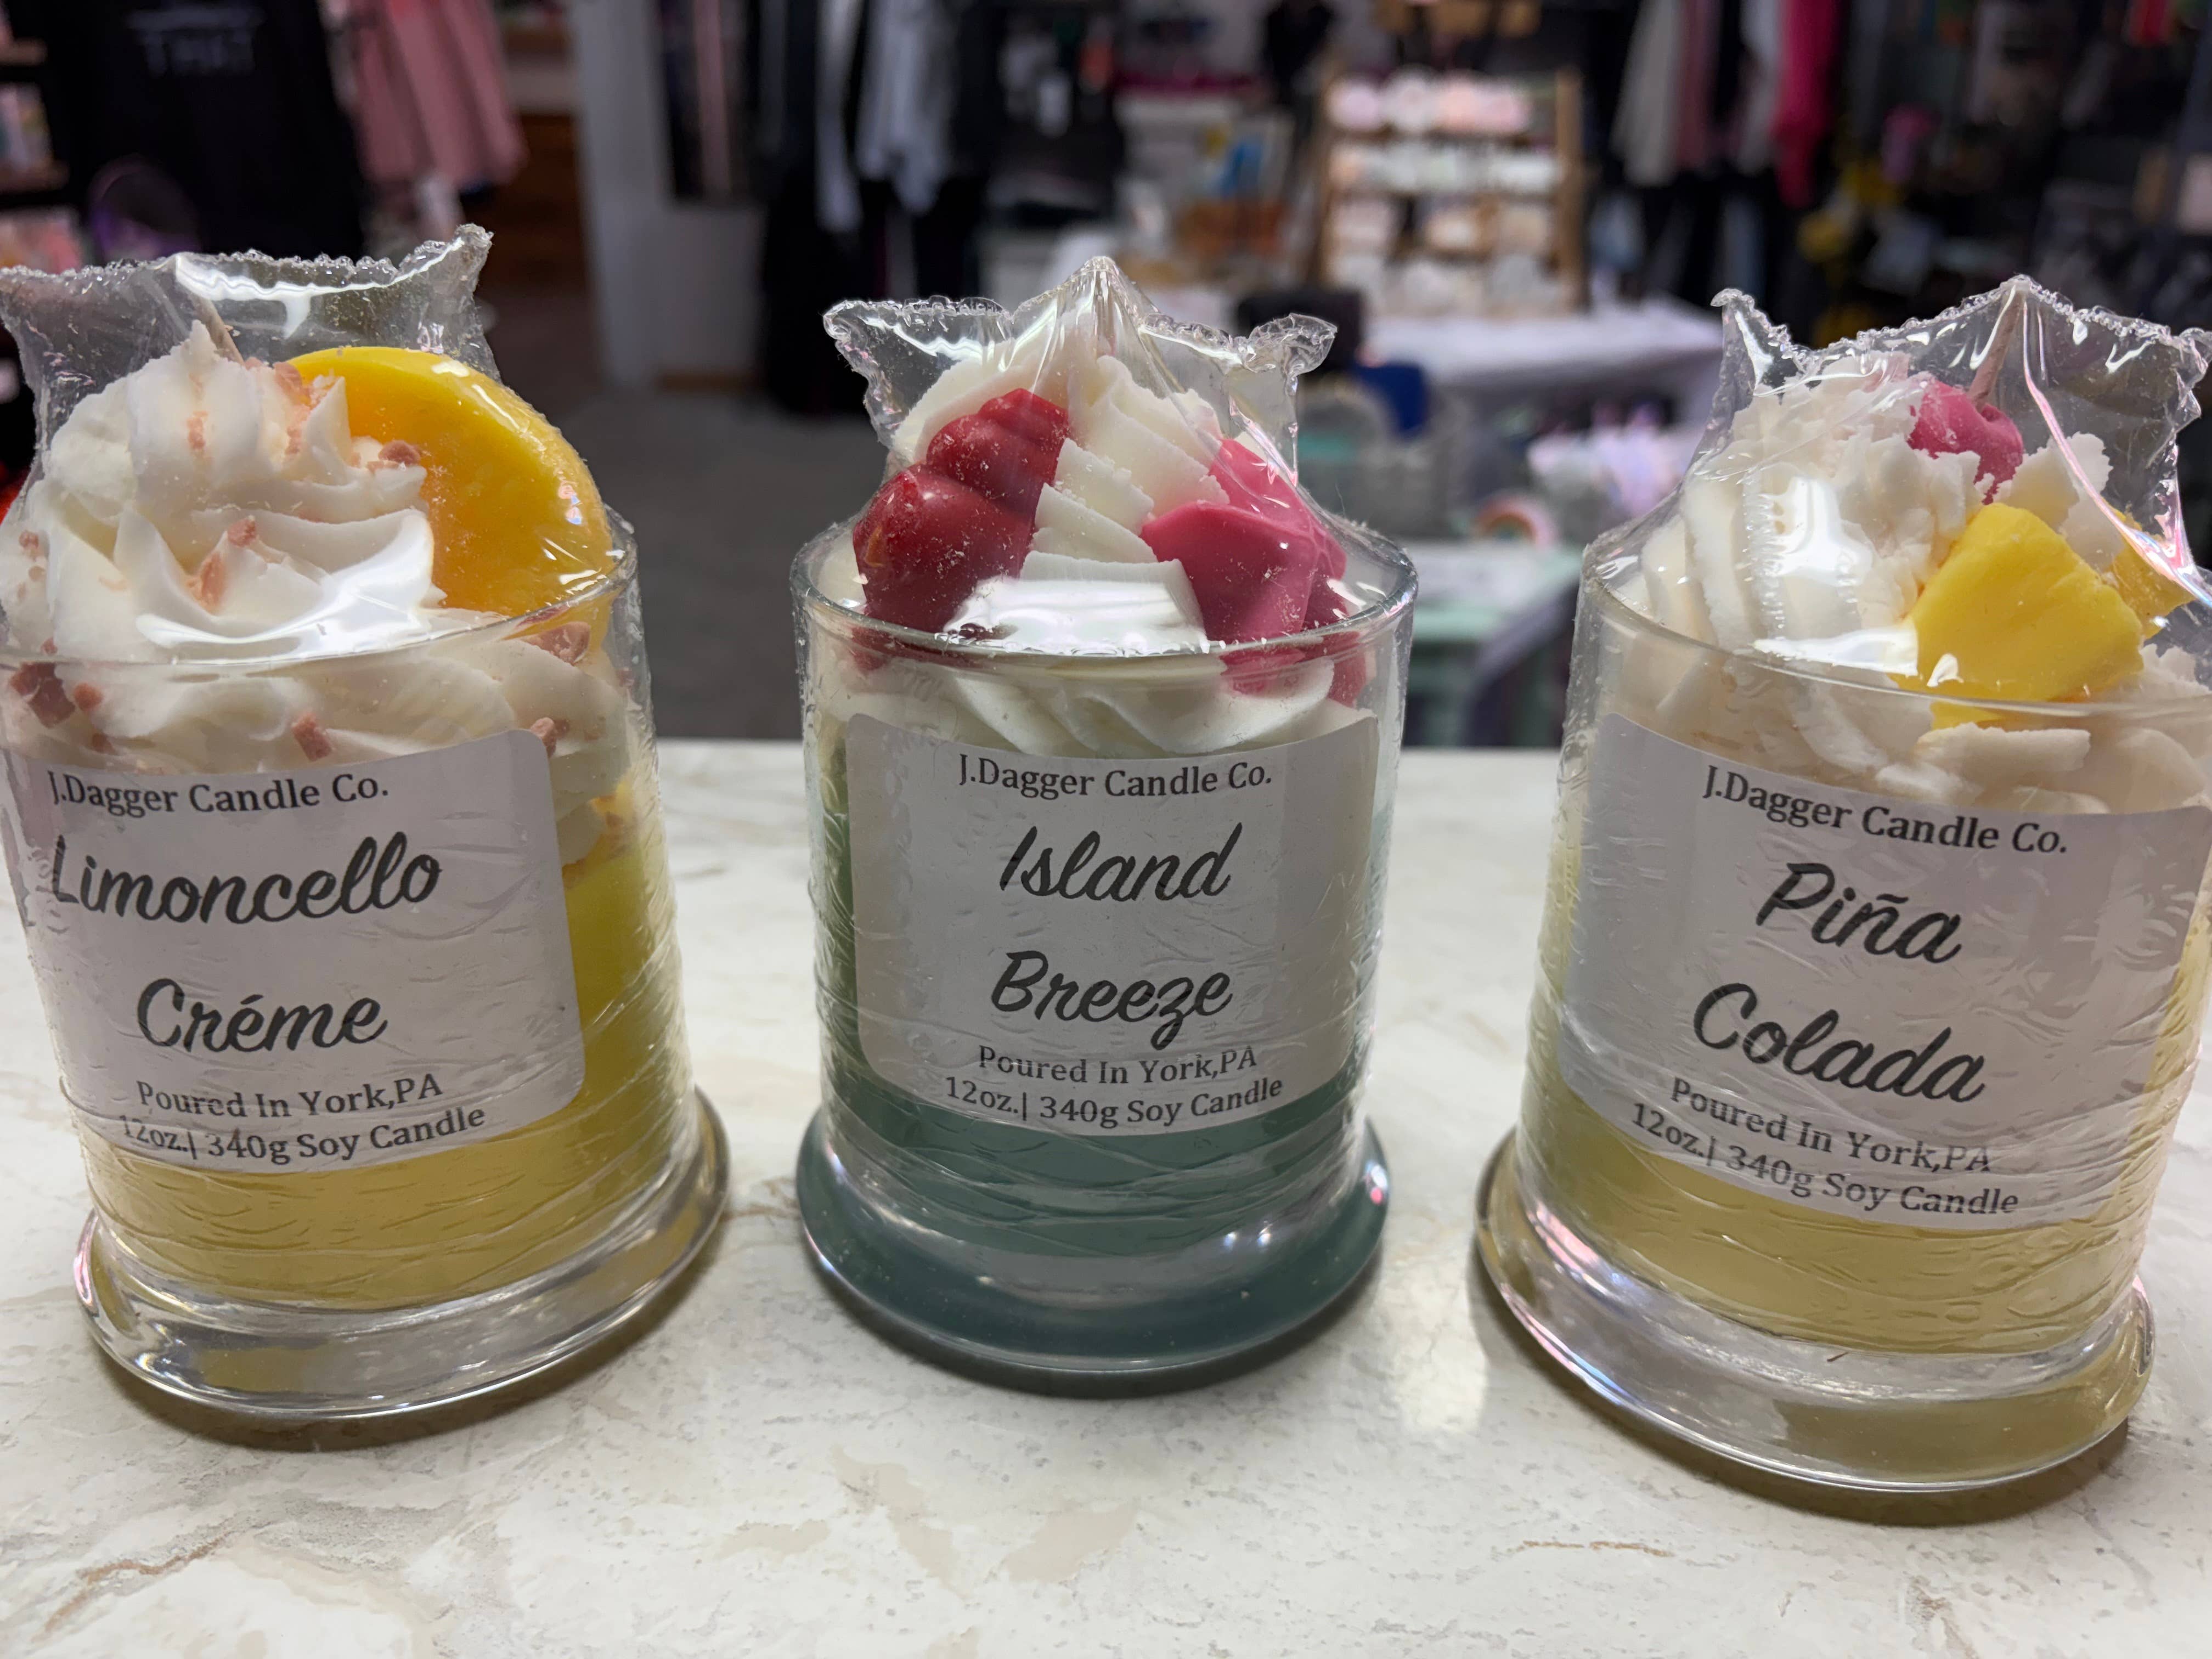 J.Dagger Candle Co.
Limoncello
Créme
Poured In York,PA
12oz.| 340g Soy Candle
J.Dagger Candle Co.
Island
Breeze
Poured In York,PA
12oz.| 340g Soy Candle
J.Dagger Candle Co.
Piña
Colada
Poured In York,PA
12oz.| 340g Soy Candle